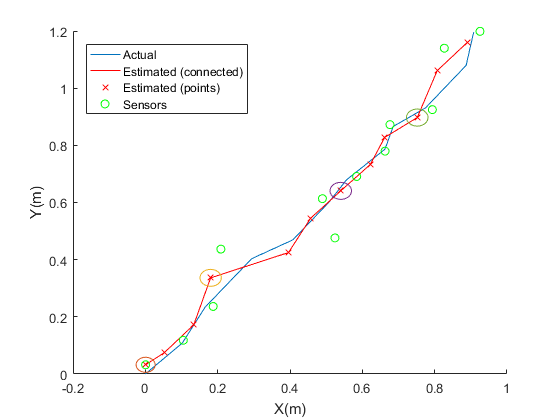 1.2
1
0.8
0.6
0.4
0.2
0
Y(m)
Actual
Estimated (connected)
Estimated (points)
Sensors
-0.2
0
0.2
0.4
0.6
0.8
1
X(m)